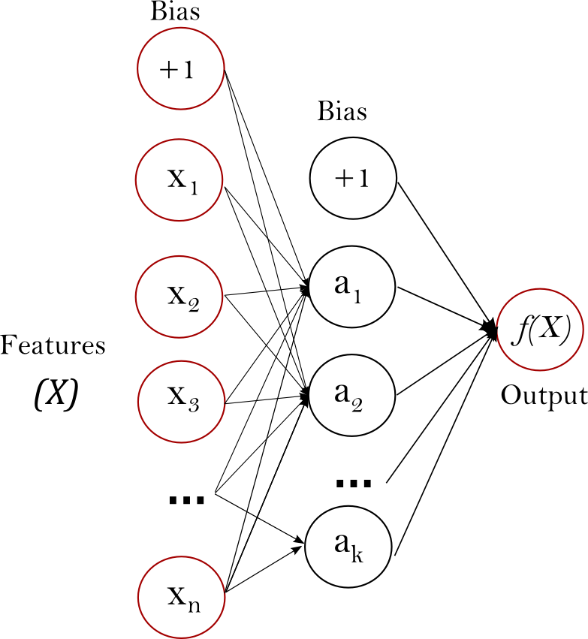 Bias
+1
x1
x2
x3
...
xn
Features
(X)
Bias
+1
a1
a2
...
ak
f(X)
Output